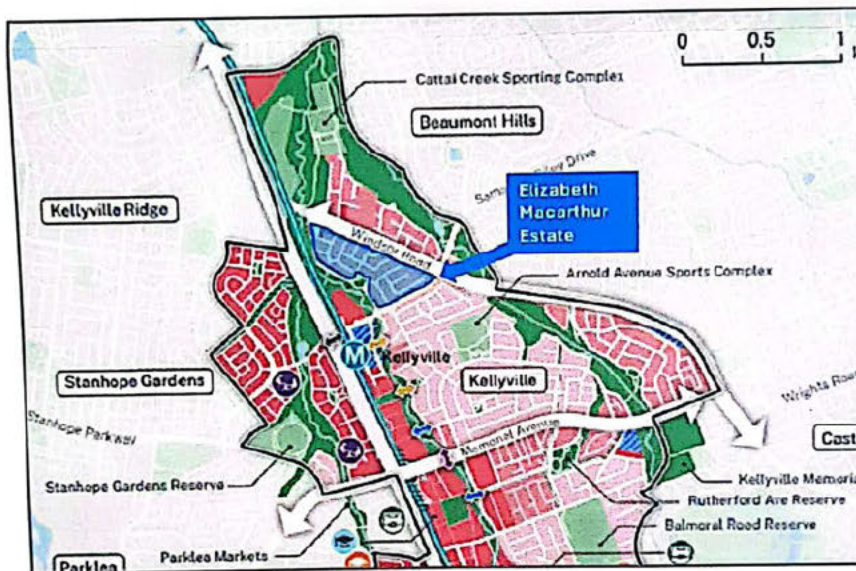 0 0.5 1
Cattai Creek Sporting Complex
Beaumont Hills
Kellyville Ridge
Elizabeth
Macarthur
Estate
Windsor Road
Arnold Avenue Sports Complex
M
Kellyville
Stanhope Gardens
Kellyville
Stanhope Parkway
Memorial Avenue
Stanhope Gardens Reserve
Rutherford Ave Reserve
Balmoral Road Reserve
Parklea Markets
Parklea